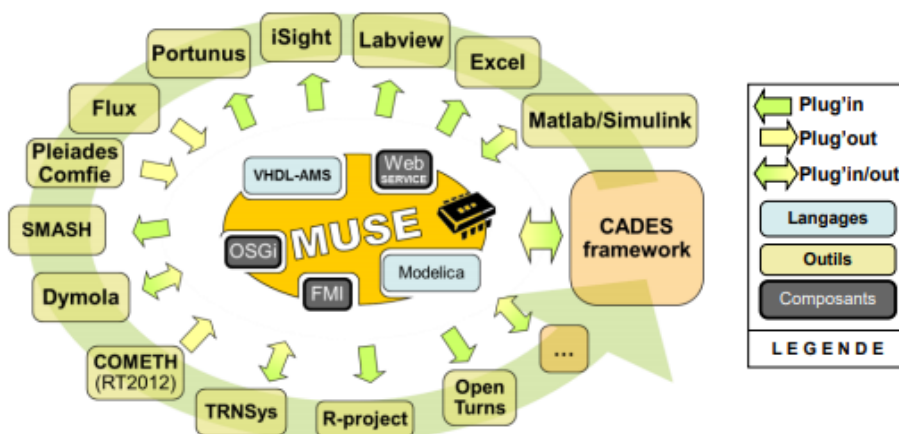 iSight
Labview
Portunus
Excel
Flux
Matlab/Simulink
Pleiades
Comfie
VHDL-AMS
Web
SERVICE
SMASH
MUSE
CADES
framework
OSGi
Modelica
FMI
Dymola
COMETH
(RT2012)
...
TRNSys
R-project
Open
Turns
Plug'in
Plug'out
Plug'in/out
Langages
Outils
Composants
LEGENDE